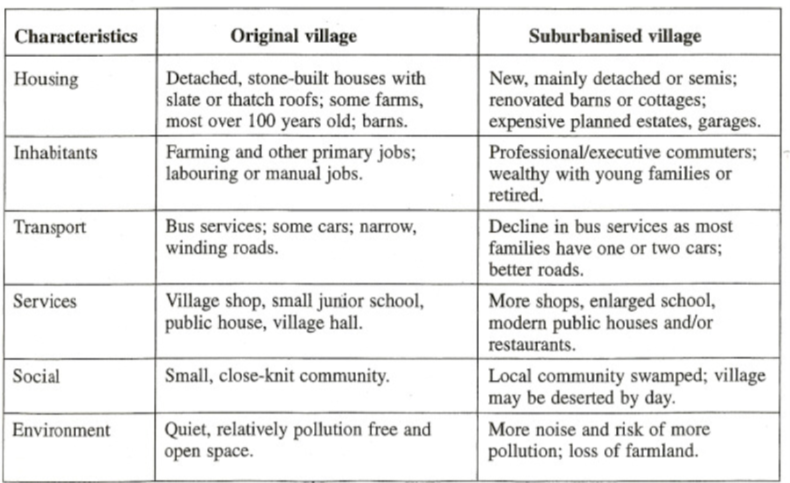 Characteristics
Original village
Suburbanised village
Housing
Detached, stone-built houses with
slate or thatch roofs; some farms,
most over 100 years old; barns.
New, mainly detached or semis;
renovated barns or cottages;
expensive planned estates, garages.
Inhabitants
Farming and other primary jobs;
labouring or manual jobs.
Professional/executive commuters;
wealthy with young families or
retired.
Transport
Bus services; some cars; narrow,
winding roads.
Decline in bus services as most
families have one or two cars;
better roads.
Services
Village shop, small junior school,
public house, village hall.
More shops, enlarged school,
modern public houses and/or
restaurants.
Social
Small, close-knit community.
Local community swamped; village
may be deserted by day.
Environment
Quiet, relatively pollution free and
open space.
More noise and risk of more
pollution; loss of farmland.